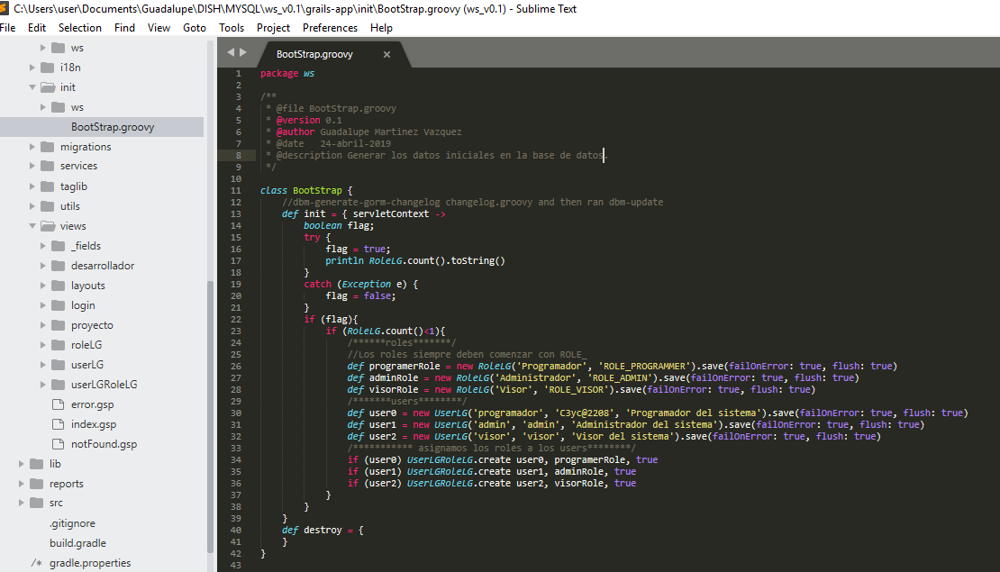 C:\Users\user\Documents\Guadalupe\DISH\MYSQL\ws_v0.1\grails-app\init\BootStrap.groovy (ws_v0.1) - Sublime Text
File Edit Selection Find View Goto Tools Project Preferences Help
ws
i18n
init
ws
BootStrap.groovy
migrations
services
taglib
utils
views
_fields
desarrollador
layouts
login
proyecto
roleLG
userLG
userLGRoleLG
error.gsp
index.gsp
notFound.gsp
lib
reports
src
.gitignore
build.gradle
/* gradle.properties
BootStrap.groovy ×
1 package ws
2
3 /**
4  * @file BootStrap.groovy
5  * @version 0.1
6  * @author Guadalupe Martinez Vazquez
7  * @date   24-abril-2019
8  * @description Generar los datos iniciales en la base de datos.
9  */
10
11 class BootStrap {
12     //dbm-generate-gorm-changelog changelog.groovy and then ran dbm-update
13     def init = { servletContext ->
14         boolean flag;
15         try {
16             flag = true;
17             println RoleLG.count().toString()
18         }
19         catch (Exception e) {
20             flag = false;
21         }
22         if (flag){
23             if (RoleLG.count()<1){
24                 /******roles*******/
25                 //Los roles siempre deben comenzar con ROLE_
26                 def programerRole = new RoleLG('Programador', 'ROLE_PROGRAMMER').save(failOnError: true, flush: true)
27                 def adminRole = new RoleLG('Administrador', 'ROLE_ADMIN').save(failOnError: true, flush: true)
28                 def visorRole = new RoleLG('Visor', 'ROLE_VISOR').save(failOnError: true, flush: true)
29                 /*******users********/
30                 def user0 = new UserLG('programador', 'C3yc@2208', 'Programador del sistema').save(failOnError: true, flush: true)
31                 def user1 = new UserLG('admin', 'admin', 'Administrador del sistema').save(failOnError: true, flush: true)
32                 def user2 = new UserLG('visor', 'visor', 'Visor del sistema').save(failOnError: true, flush: true)
33                 /*********** asignamos los roles a los users********/
34                 if (user0) UserLGRoleLG.create user0, programerRole, true
35                 if (user1) UserLGRoleLG.create user1, adminRole, true
36                 if (user2) UserLGRoleLG.create user2, visorRole, true
37             }
38         }
39     }
40     def destroy = {
41     }
42 }
43